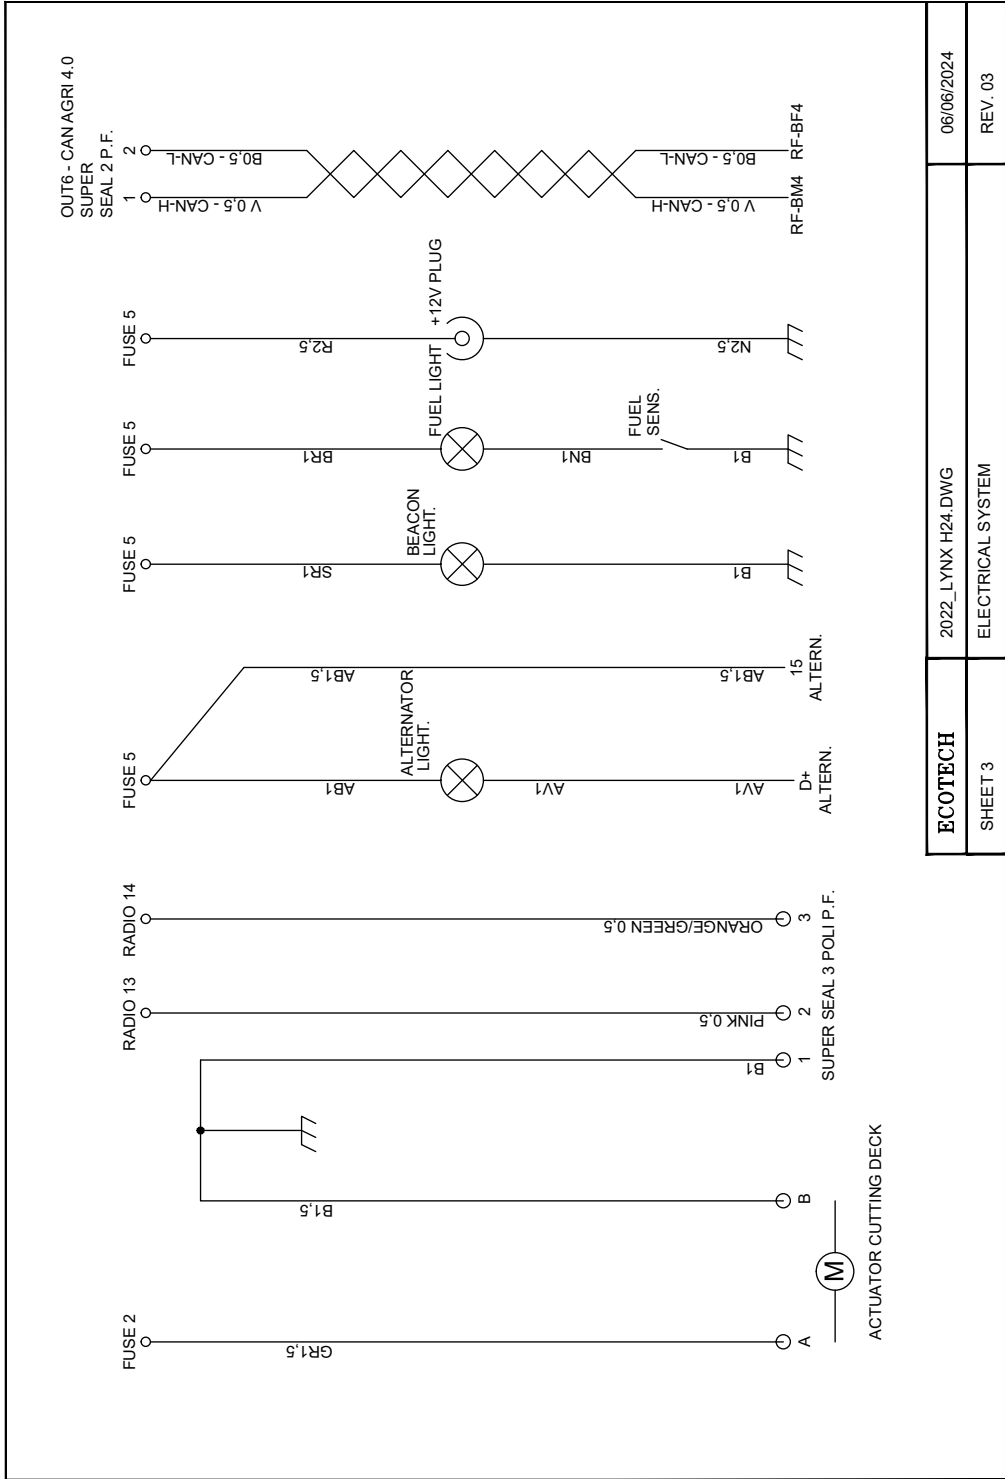 FUSE 2
GR1,5
A
M
ACTUATOR CUTTING DECK
B1,5
B
B1
1
RADIO 13
PINK 0,5
2
RADIO 14
ORANGE/GREEN 0,5
3
SUPER SEAL 3 POLI P.F.
FUSE 5
AB1
ALTERNATOR
LIGHT.
AV1
AV1
D+
ALTERN.
AB1,5
AB1,5
15
ALTERN.
FUSE 5
SR1
BEACON
LIGHT.
B1
FUSE 5
BR1
FUEL LIGHT
BN1
FUEL
SENS.
B1
FUSE 5
R2,5
+12V PLUG
N2,5
OUT6 - CAN AGRI 4.0
SUPER
SEAL 2 P.F.
1
2
V 0,5 - CAN-H
B0,5 - CAN-L
V 0,5 - CAN-H
B0,5 - CAN-L
RF-BM4
RF-BF4
ECOTECH
2022_LYNX H24.DWG
06/06/2024
SHEET 3
ELECTRICAL SYSTEM
REV. 03